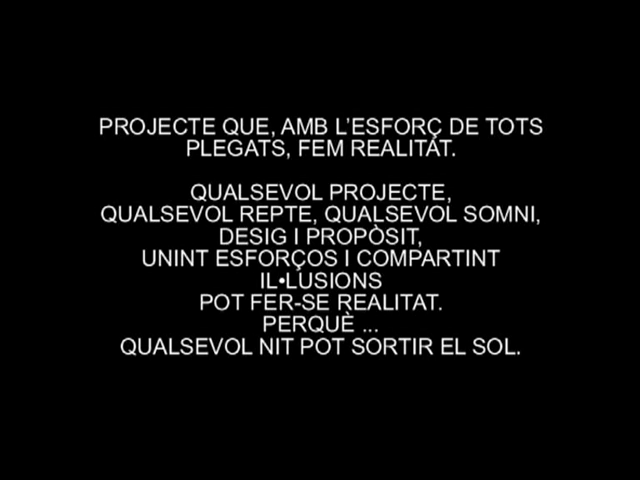 PROJECTE QUE, AMB L'ESFORÇ DE TOTS
PLEGATS, FEM REALITAT.
QUALSEVOL PROJECTE,
QUALSEVOL REPTE, QUALSEVOL SOMNI,
DESIG I PROPÒSIT,
UNINT ESFORÇOS I COMPARTINT
IL•LUSIONS
POT FER-SE REALITAT.
PERQUÈ ...
QUALSEVOL NIT POT SORTIR EL SOL.